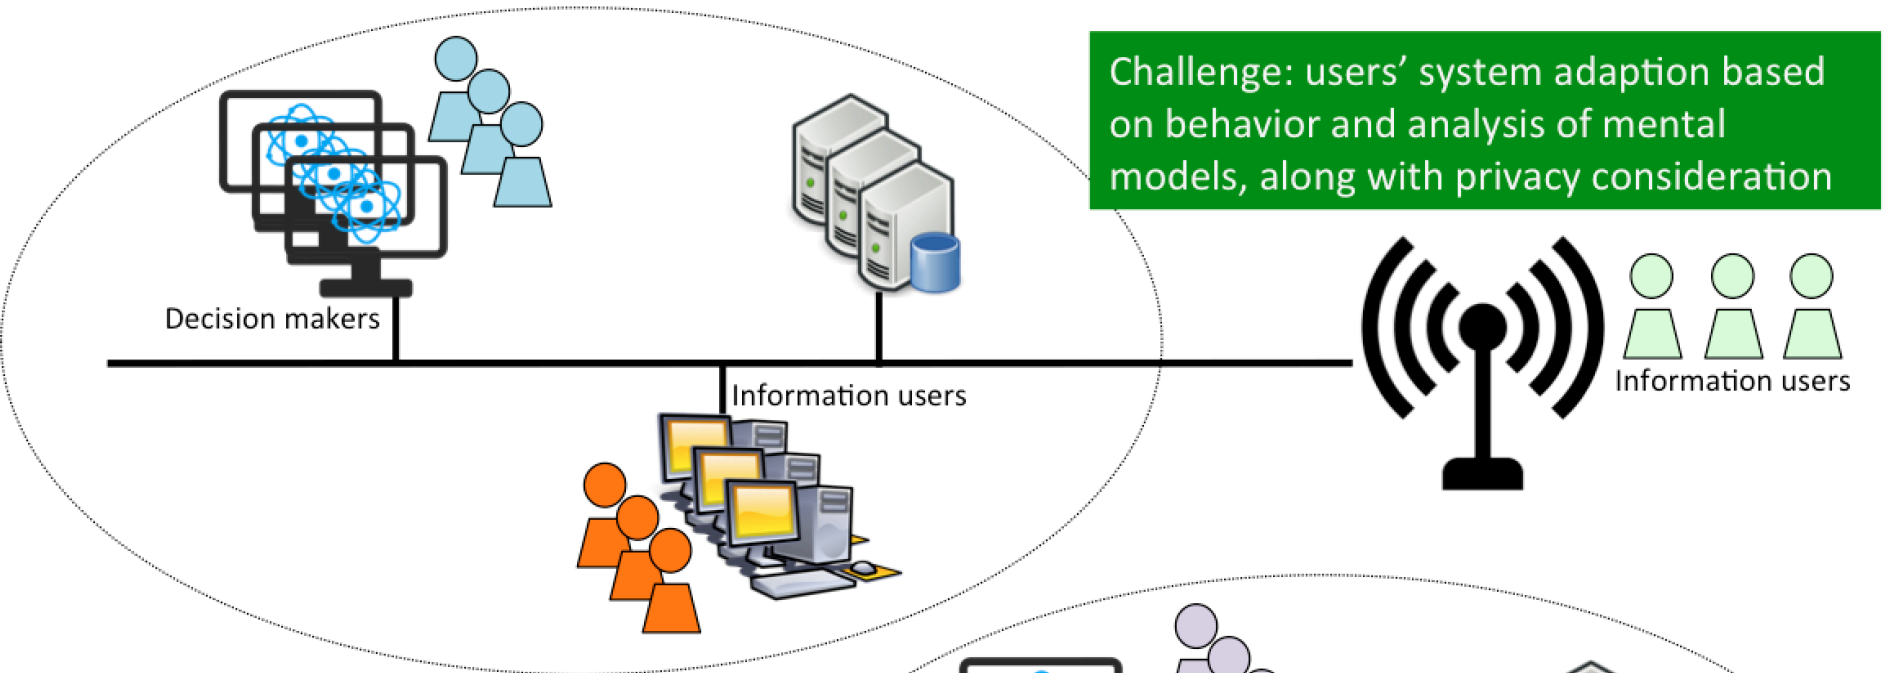 Challenge: users’ system adaption based
on behavior and analysis of mental
models, along with privacy consideration
Decision makers
Information users
Information users